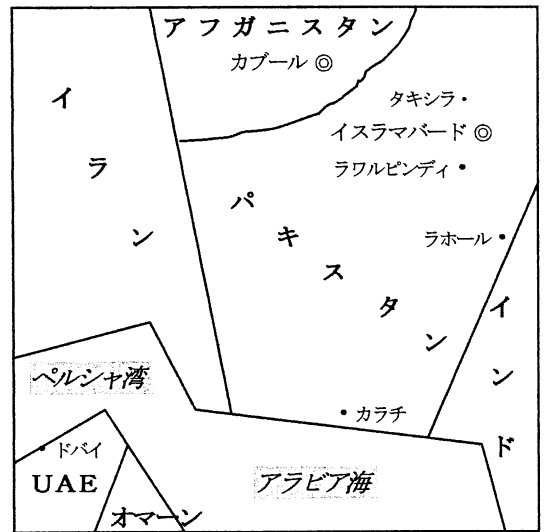 アフガニスタン
カブール ◎
イラン
タキシラ・
イスラマバード ◎
ラワルピンディ・
パキスタン
ラホール・
インド
ペルシャ湾
・カラチ
・ドバイ
UAE
アラビア海
オマーン